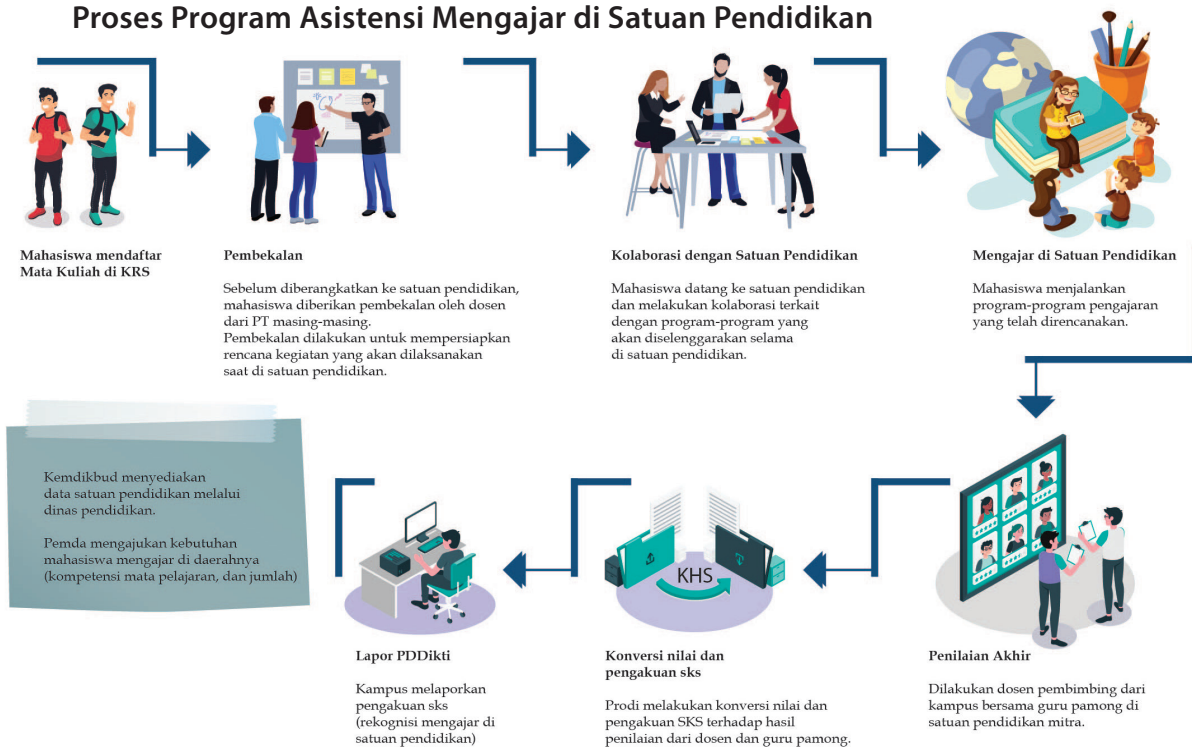 Proses Program Asistensi Mengajar di Satuan Pendidikan
Mahasiswa mendaftar
Mata Kuliah di KRS
Pembekalan
Sebelum diberangkatkan ke satuan pendidikan,
mahasiswa diberikan pembekalan oleh dosen
dari PT masing-masing.
Pembekalan dilakukan untuk mempersiapkan
rencana kegiatan yang akan dilaksanakan
saat di satuan pendidikan.
Kolaborasi dengan Satuan Pendidikan
Mahasiswa datang ke satuan pendidikan
dan melakukan kolaborasi terkait
dengan program-program yang
akan diselenggarakan selama
di satuan pendidikan.
Mengajar di Satuan Pendidikan
Mahasiswa menjalankan
program-program pengajaran
yang telah direncanakan.
Penilaian Akhir
Dilakukan dosen pembimbing dari
kampus bersama guru pamong di
satuan pendidikan mitra.
KHS
Konversi nilai dan
pengakuan sks
Prodi melakukan konversi nilai dan
pengakuan SKS terhadap hasil
penilaian dari dosen dan guru pamong.
Lapor PDDikti
Kampus melaporkan
pengakuan sks
(rekognisi mengajar di
satuan pendidikan)
Kemdikbud menyediakan
data satuan pendidikan melalui
dinas pendidikan.
Pemda mengajukan kebutuhan
mahasiswa mengajar di daerahnya
(kompetensi mata pelajaran, dan jumlah)